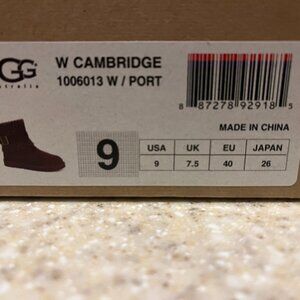 GG
australia
W CAMBRIDGE
1006013 W / PORT
8 87278 92918 5
MADE IN CHINA
9
USA UK EU JAPAN
9 7.5 40 26